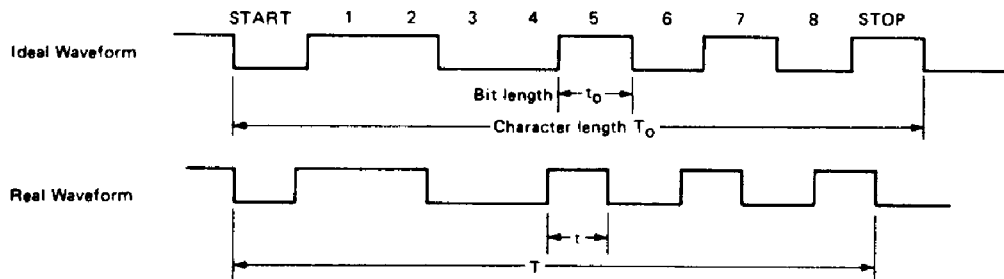 START 1 2 3 4 5 6 7 8 STOP
Ideal Waveform
Bit length t₀
Character length T₀
Real Waveform
t
T